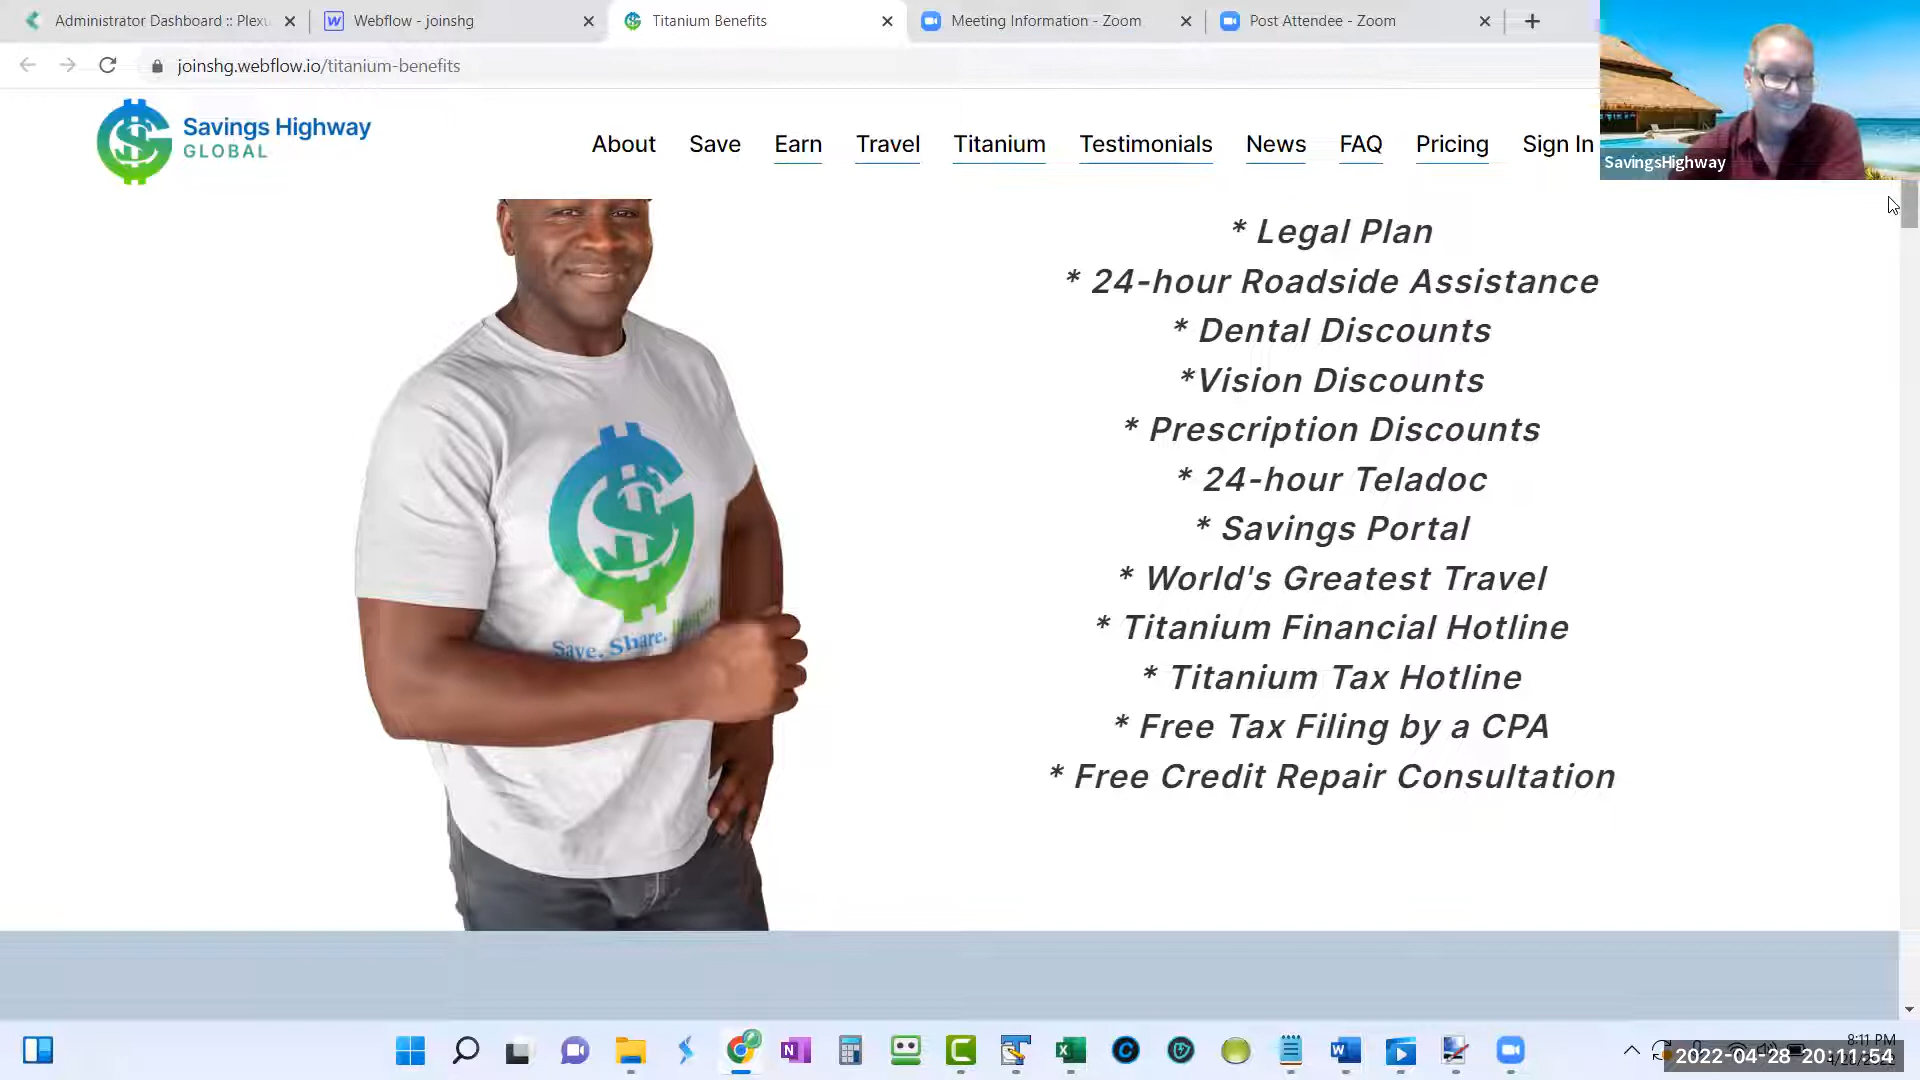 Administrator Dashboard :: Plexu
Webflow - joinshg
Titanium Benefits
Meeting Information - Zoom
Post Attendee - Zoom
joinshg.webflow.io/titanium-benefits
Savings Highway
GLOBAL
About Save Earn Travel Titanium Testimonials News FAQ Pricing Sign In
SavingsHighway
* Legal Plan
* 24-hour Roadside Assistance
* Dental Discounts
*Vision Discounts
* Prescription Discounts
* 24-hour Teladoc
* Savings Portal
* World's Greatest Travel
* Titanium Financial Hotline
* Titanium Tax Hotline
* Free Tax Filing by a CPA
* Free Credit Repair Consultation
Save. Share.
8:11 PM
2022-04-28 20:11:54